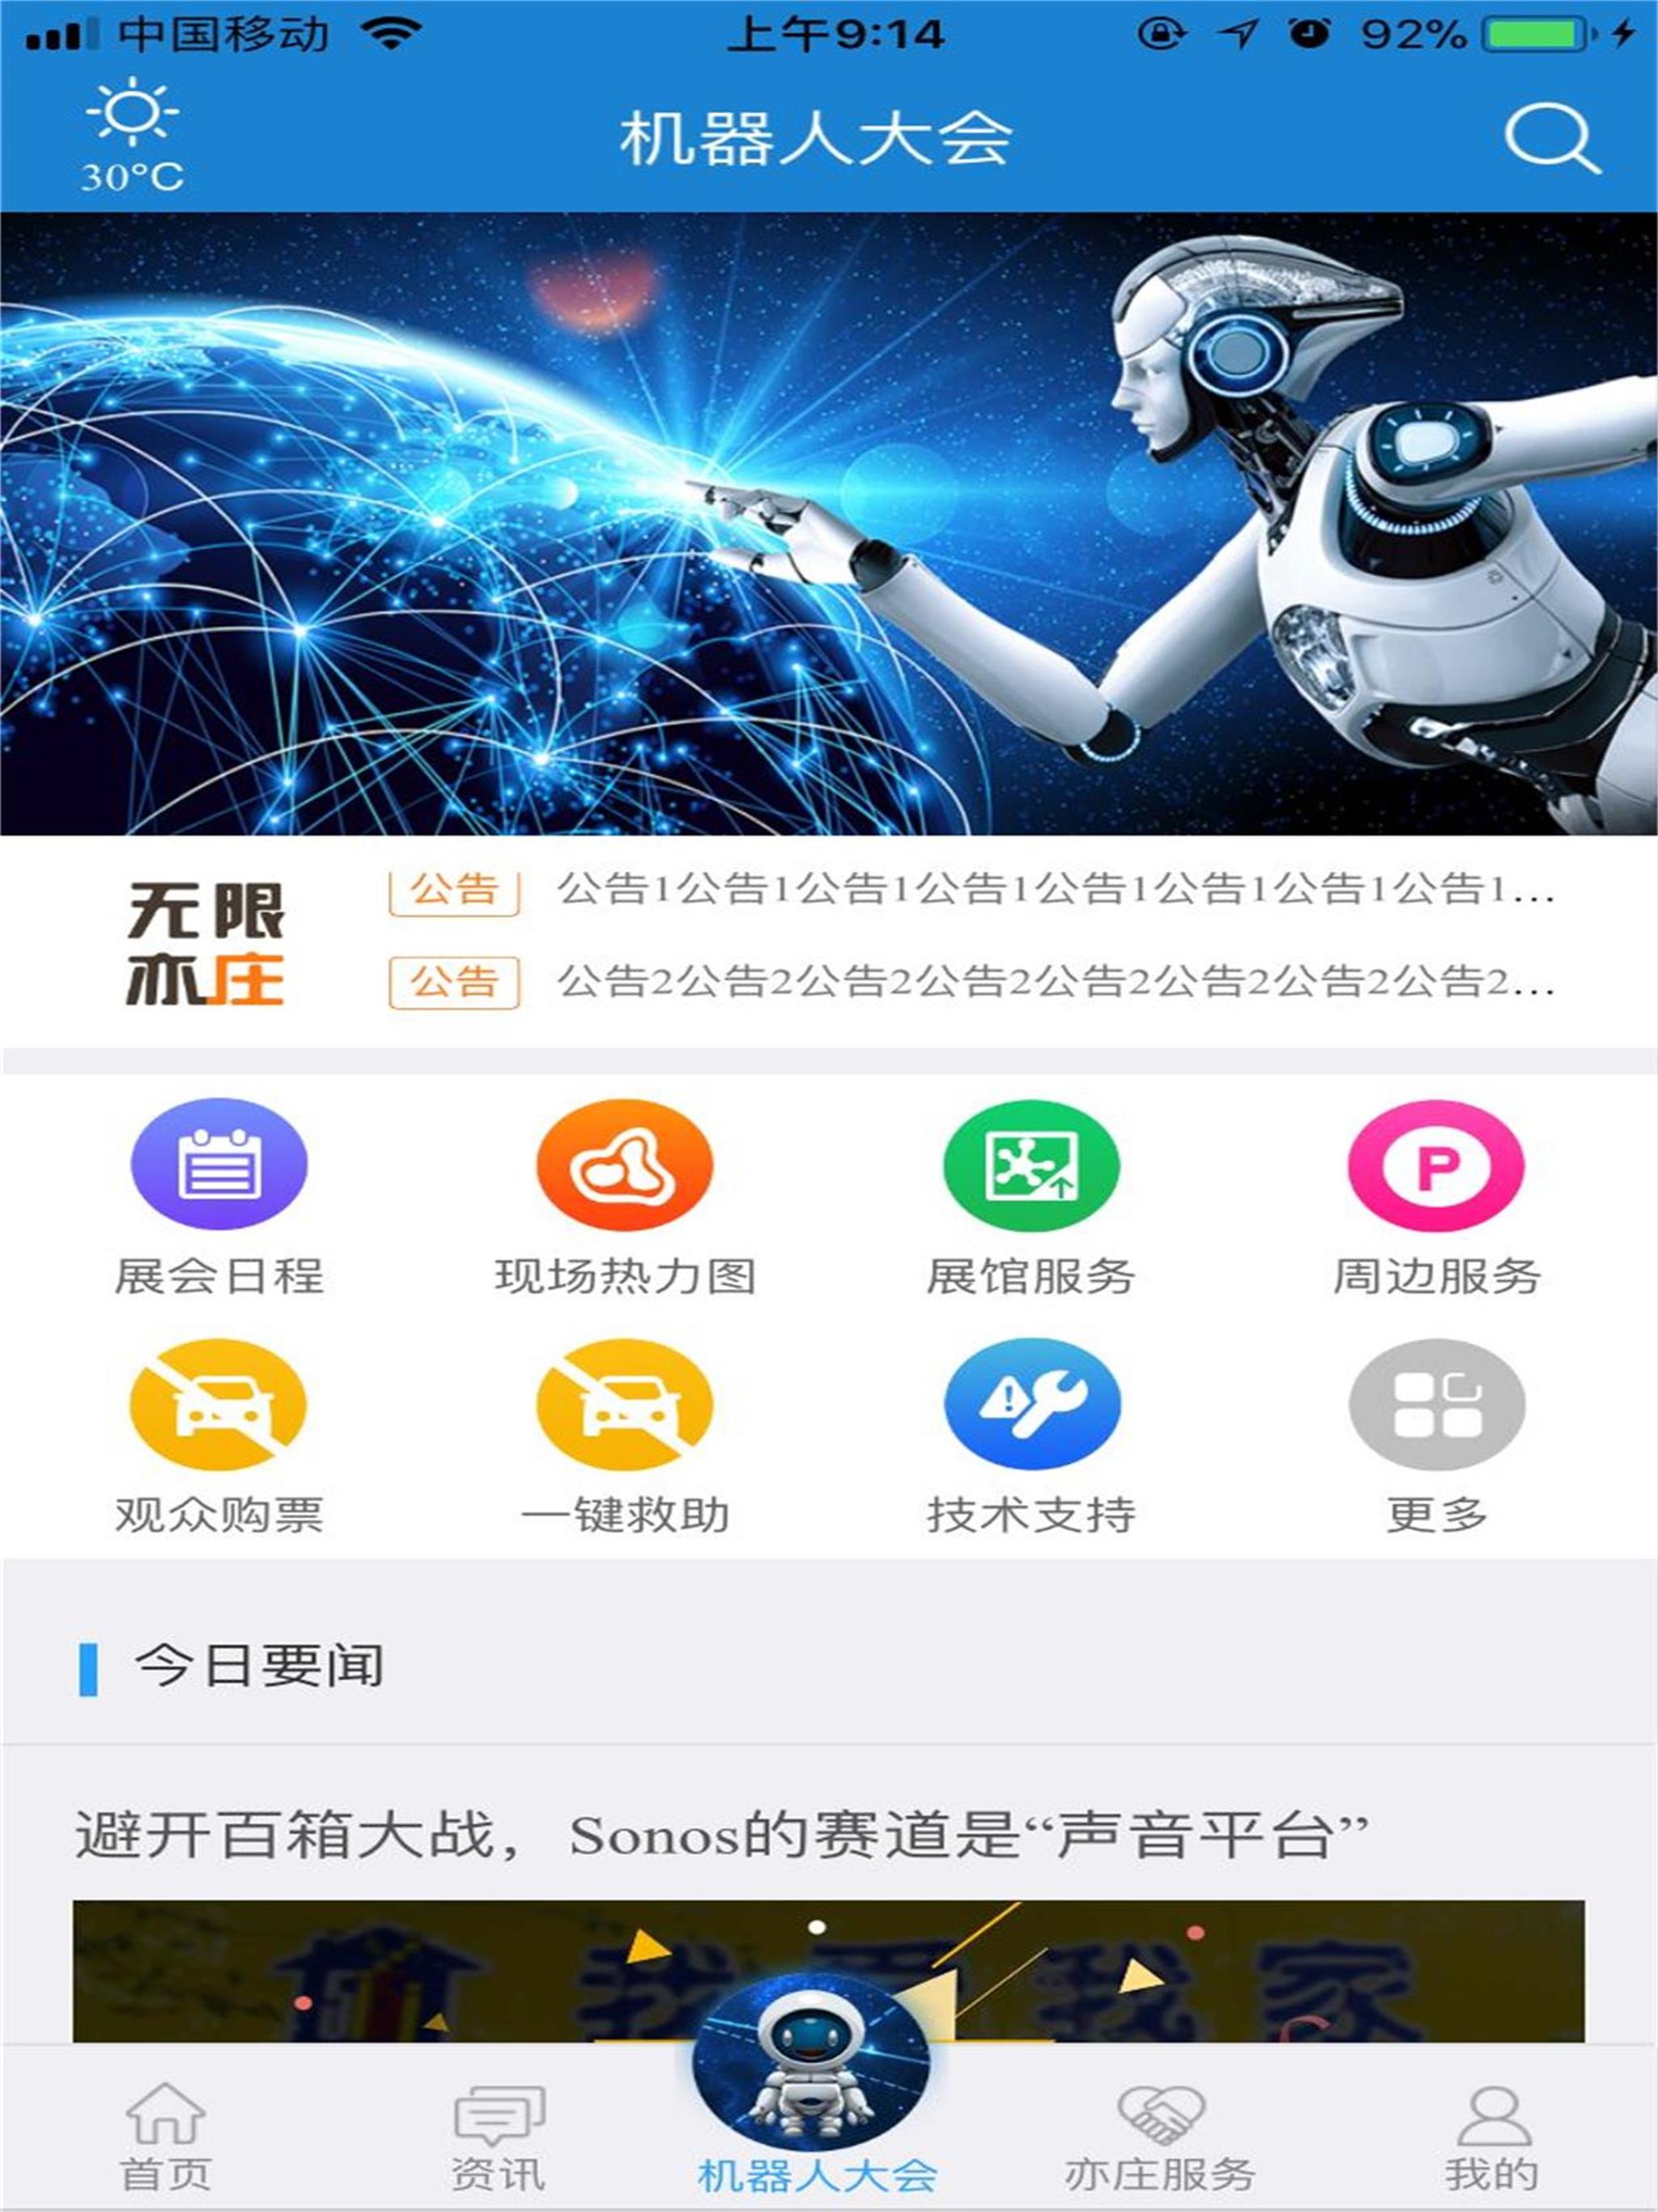 中国移动
上午9:14
92%
30°C
机器人大会
无限
亦庄
公告 公告1公告1公告1公告1公告1公告1公告1公告1...
公告 公告2公告2公告2公告2公告2公告2公告2公告2...
展会日程 现场热力图 展馆服务 周边服务
P
观众购票 一键救助 技术支持 更多
今日要闻
避开百箱大战，Sonos的赛道是“声音平台”
我爱我家
首页 资讯 机器人大会 亦庄服务 我的